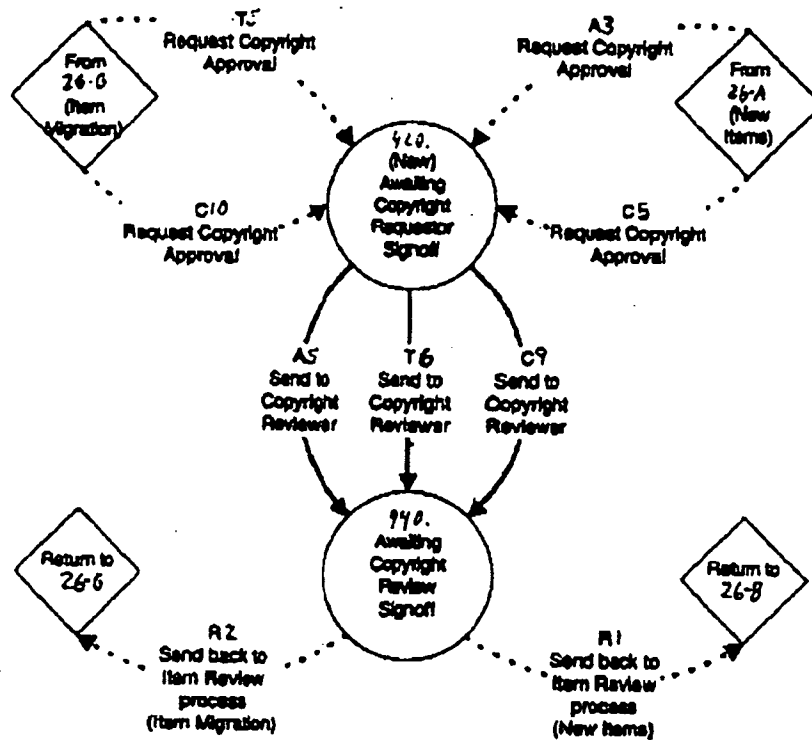 T5
Request Copyright
Approval
A3
Request Copyright
Approval
From
(Item
Migration)
From
26-A
(New
Items)
(New)
Awaiting
Copyright
Requestor
Signoff
C10
Request Copyright
Approval
C5
Request Copyright
Approval
A5
Send to
Copyright
Reviewer
T6
Send to
Copyright
Reviewer
C9
Send to
Copyright
Reviewer
940.
Awaiting
Copyright
Review
Signoff
Return to
Return to
26-B
R2
Send back to
Item Review
process
(Item Migration)
R1
Send back to
Item Review
process
(New Items)